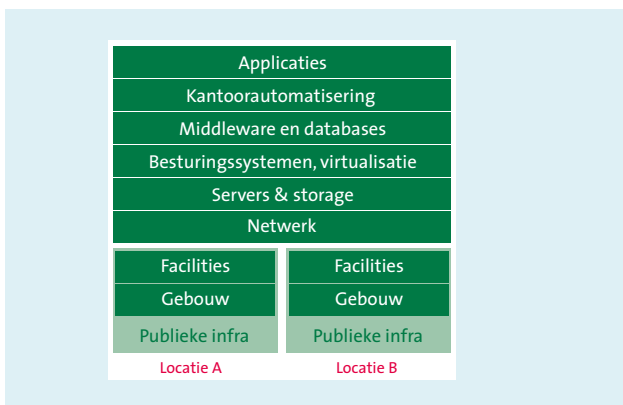 Applicaties
Kantoorautomatisering
Middleware en databases
Besturingssystemen, virtualisatie
Servers & storage
Netwerk
Facilities
Facilities
Gebouw
Gebouw
Publieke infra
Publieke infra
Locatie A
Locatie B